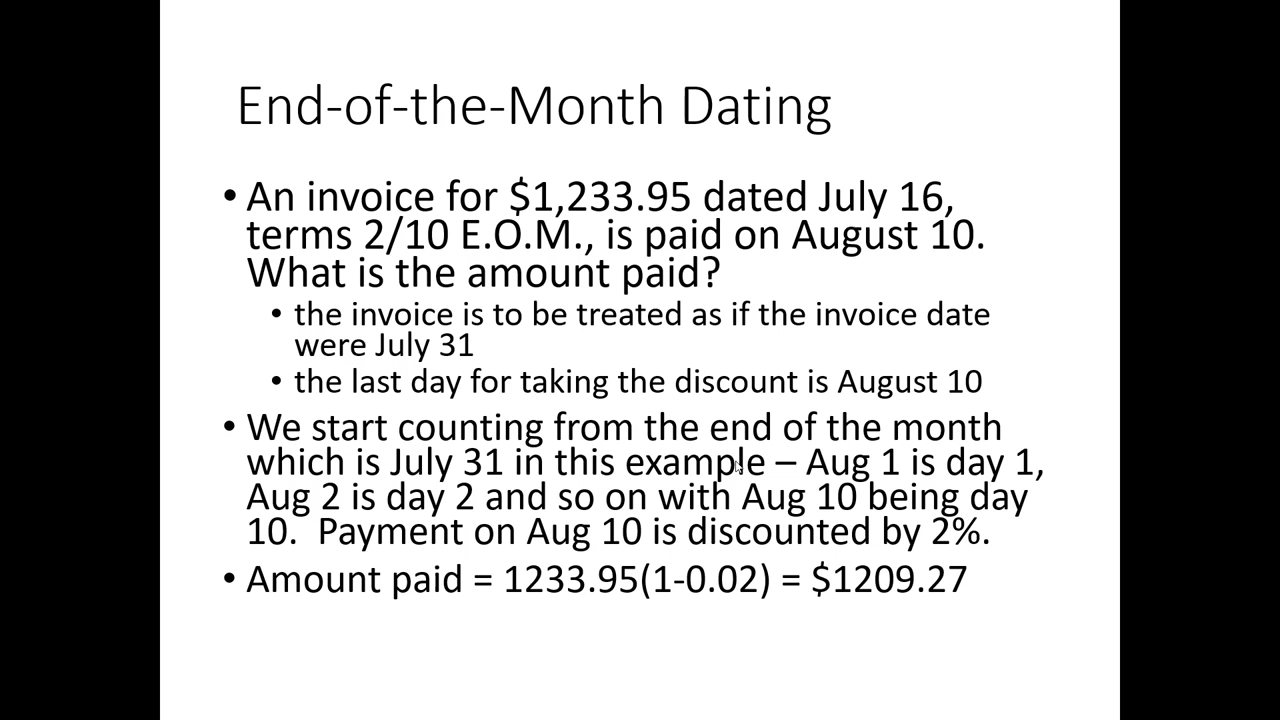 End-of-the-Month Dating
• An invoice for $1,233.95 dated July 16,
terms 2/10 E.O.M., is paid on August 10.
What is the amount paid?
• the invoice is to be treated as if the invoice date
were July 31
• the last day for taking the discount is August 10
• We start counting from the end of the month
which is July 31 in this example – Aug 1 is day 1,
Aug 2 is day 2 and so on with Aug 10 being day
10.  Payment on Aug 10 is discounted by 2%.
• Amount paid = 1233.95(1-0.02) = $1209.27